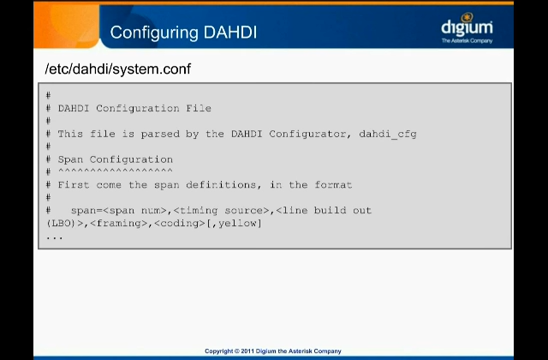 Configuring DAHDI
digium
The Asterisk Company
/etc/dahdi/system.conf
#
# DAHDI Configuration File
#
# This file is parsed by the DAHDI Configurator, dahdi_cfg
#
# Span Configuration
# ^^^^^^^^^^^^^^^^^^
# First come the span definitions, in the format
#
#   span=<span num>,<timing source>,<line build out
(LBO)>,<framing>,<coding>[,yellow]
...
Copyright © 2011 Digium the Asterisk Company